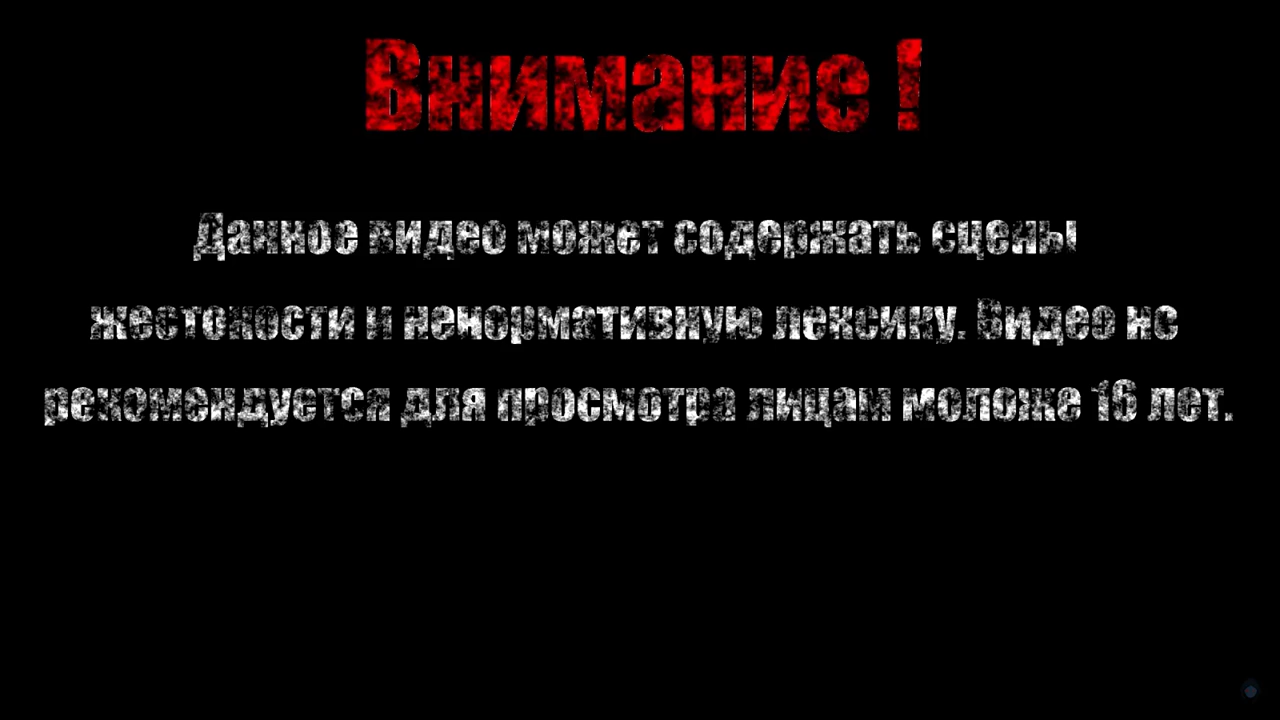 Внимание !
Данное видео может содержать сцены
жестокости и ненормативную лексику. Видео не
рекомендуется для просмотра лицам моложе 16 лет.